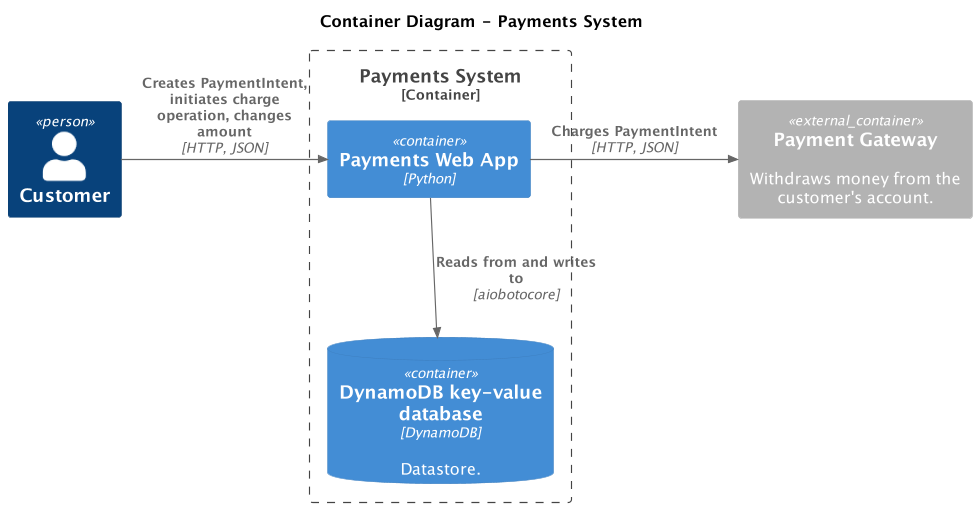 Container Diagram – Payments System
Payments System
[Container]
Creates PaymentIntent,
initiates charge
operation, changes
amount
[HTTP, JSON]
«person»
Customer
«container»
Payments Web App
[Python]
Charges PaymentIntent
[HTTP, JSON]
«external_container»
Payment Gateway
Withdraws money from the
customer's account.
Reads from and writes
to
[aiobotocore]
«container»
DynamoDB key–value
database
[DynamoDB]
Datastore.